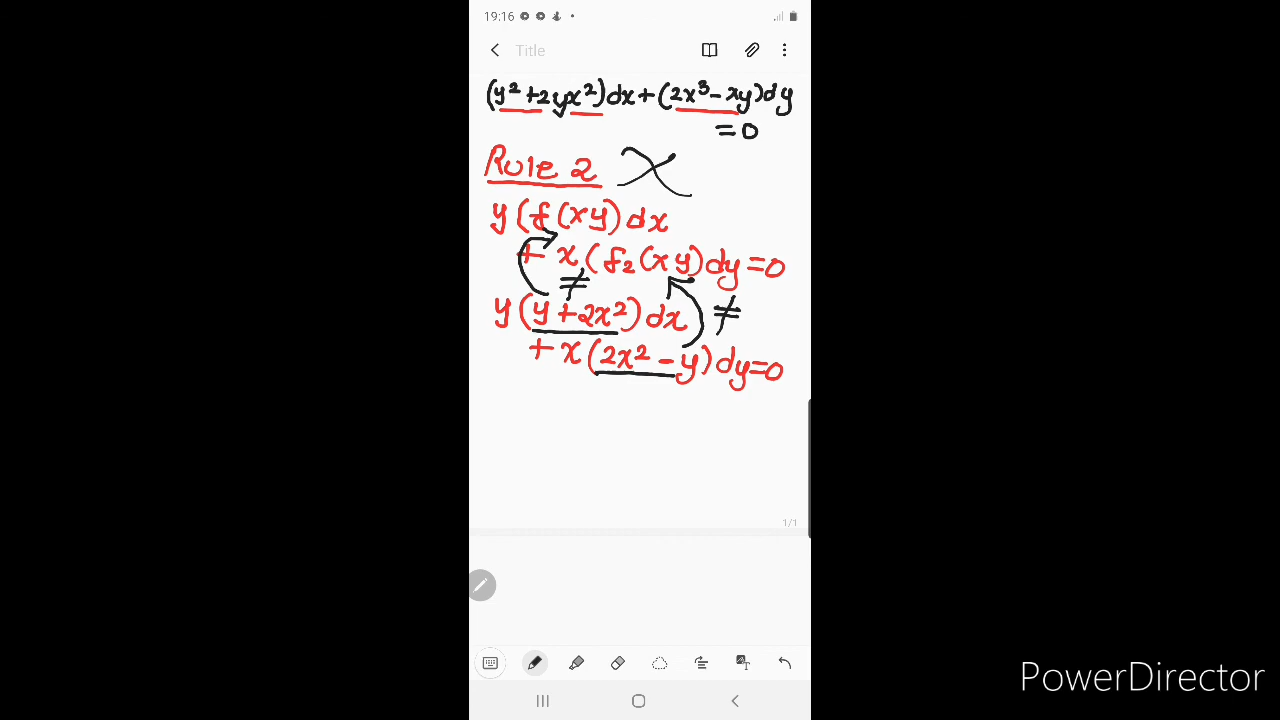 19:16
Title
(y² + 2yx²)dx + (2x³ − xy)dy
= 0
Rule 2 X
y(f(xy)dx
+ x(f₂(xy)dy = 0
≠
y(y + 2x²)dx ≠
+ x(2x² − y)dy = 0
1/1
PowerDirector